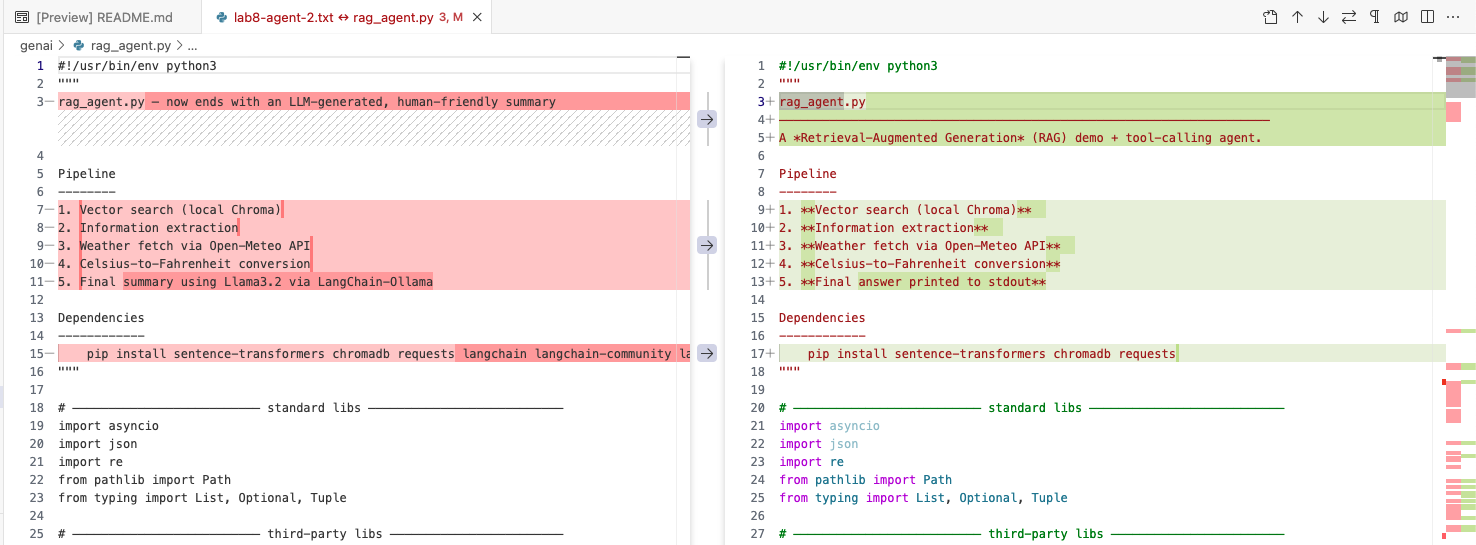 [Preview] README.md
lab8-agent-2.txt ↔ rag_agent.py 3, M
genai > rag_agent.py > ...
1 #!/usr/bin/env python3
2 """
3− rag_agent.py — now ends with an LLM-generated, human-friendly summary
4
5 Pipeline
6 --------
7− 1. Vector search (local Chroma)
8− 2. Information extraction
9− 3. Weather fetch via Open-Meteo API
10− 4. Celsius-to-Fahrenheit conversion
11− 5. Final summary using Llama3.2 via LangChain-Ollama
12
13 Dependencies
14 ------------
15− pip install sentence-transformers chromadb requests langchain langchain-community la
16 """
17
18 # ────────────────────────── standard libs ───────────────────────────
19 import asyncio
20 import json
21 import re
22 from pathlib import Path
23 from typing import List, Optional, Tuple
24
25 # ────────────────────────── third-party libs ────────────────────────
1 #!/usr/bin/env python3
2 """
3+ rag_agent.py
4+ ────────────────────────────────────────────────────────────────────
5+ A *Retrieval-Augmented Generation* (RAG) demo + tool-calling agent.
6
7 Pipeline
8 --------
9+ 1. **Vector search (local Chroma)**
10+ 2. **Information extraction**
11+ 3. **Weather fetch via Open-Meteo API**
12+ 4. **Celsius-to-Fahrenheit conversion**
13+ 5. **Final answer printed to stdout**
14
15 Dependencies
16 ------------
17+ pip install sentence-transformers chromadb requests
18 """
19
20 # ────────────────────────── standard libs ───────────────────────────
21 import asyncio
22 import json
23 import re
24 from pathlib import Path
25 from typing import List, Optional, Tuple
26
27 # ────────────────────────── third-party libs ────────────────────────